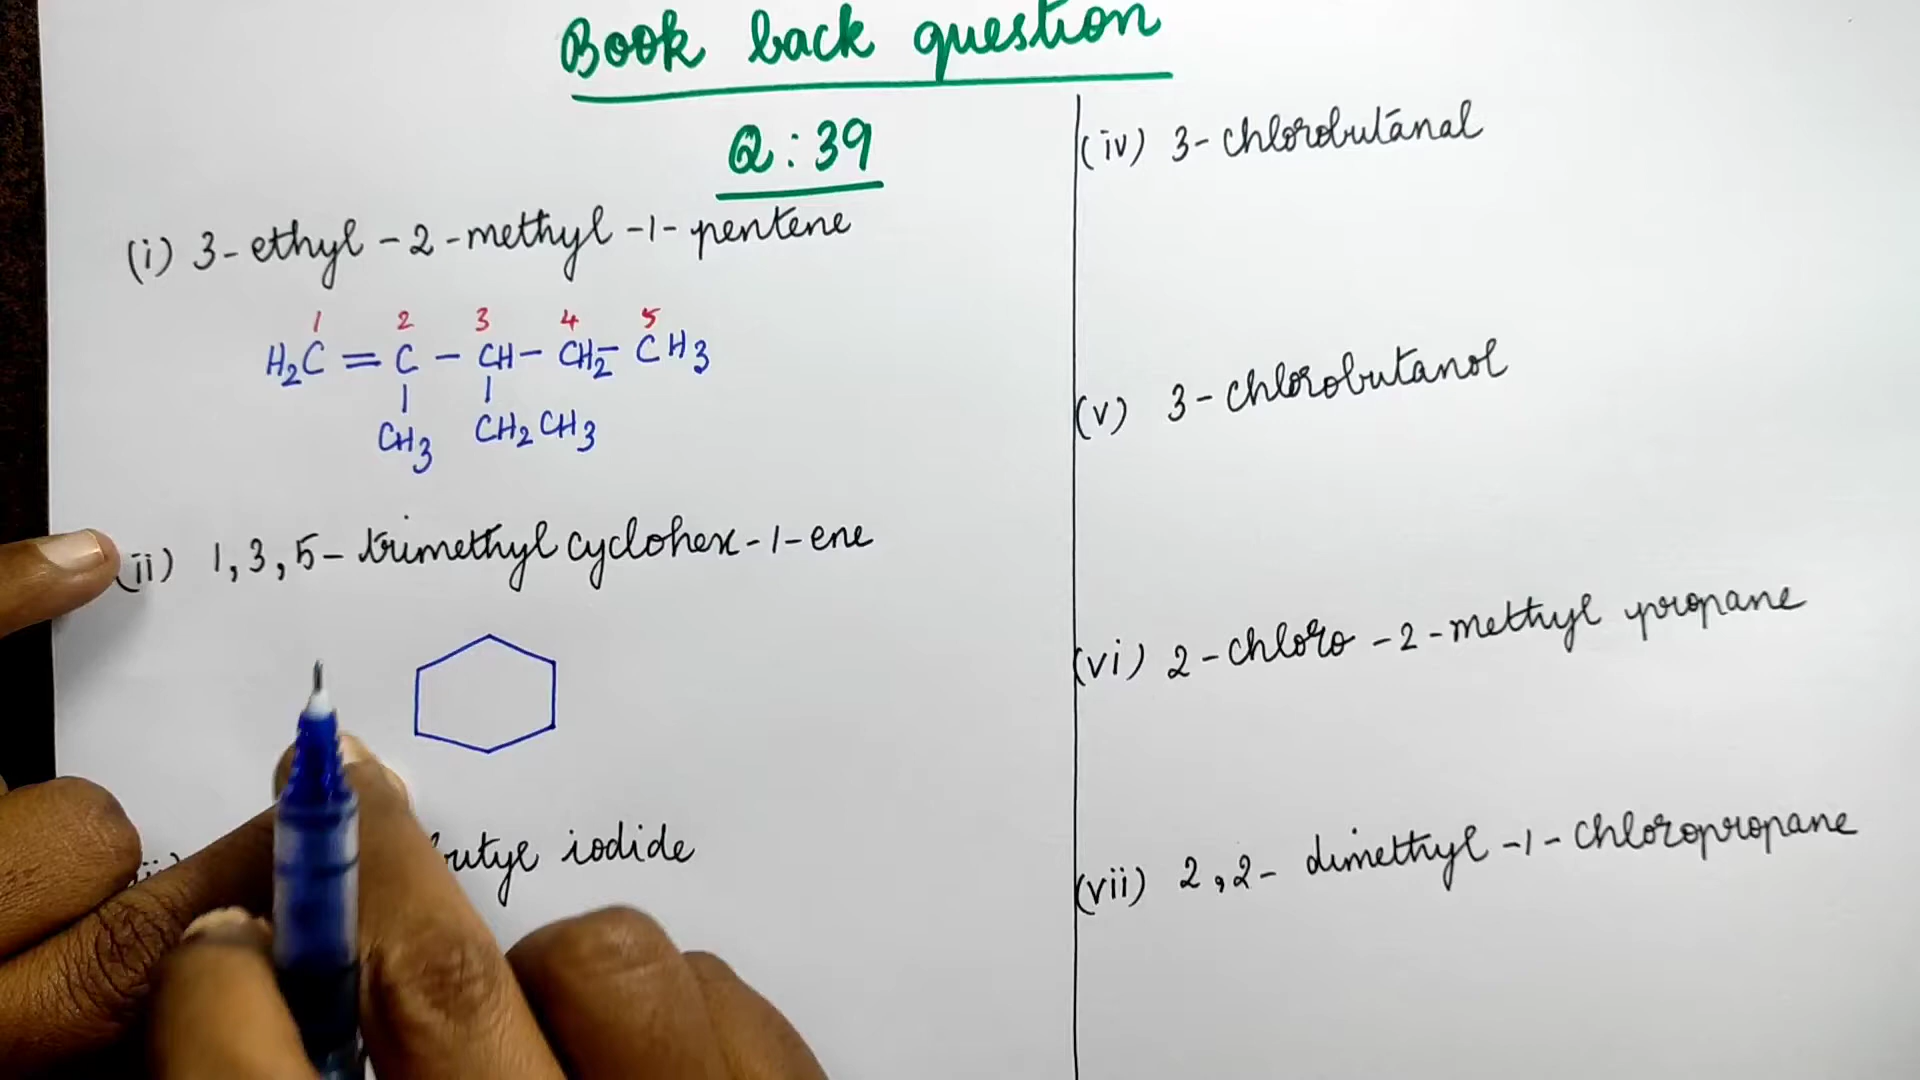 Book back question
Q : 39
(i) 3-ethyl-2-methyl-1-pentene
1 2 3 4 5
H2C = C - CH - CH2 - CH3
CH3 CH2CH3
(ii) 1,3,5-trimethyl cyclohex-1-ene
iodide
(iv) 3-chlorobutanal
(v) 3-chlorobutanol
(vi) 2-chloro-2-methyl propane
(vii) 2,2-dimethyl-1-chloropropane